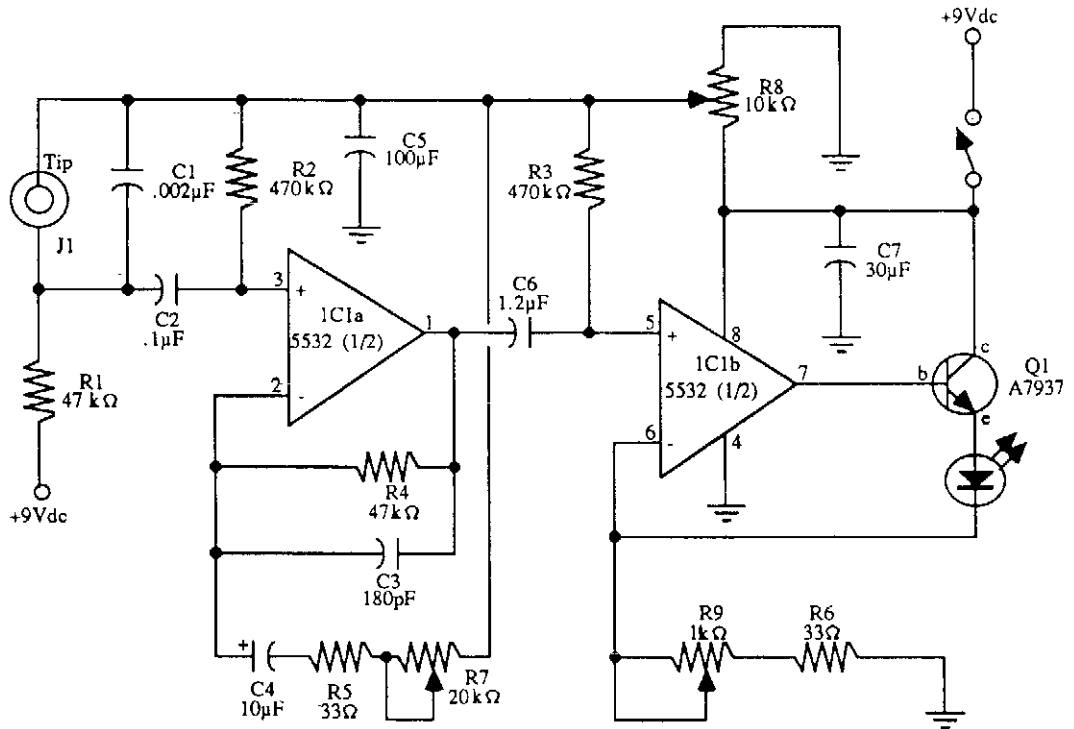 +9Vdc
R8
10kΩ
Tip
J1
C1
.002µF
R2
470kΩ
C5
100µF
R3
470kΩ
C7
30µF
C2
.1µF
3
+
1C1a
5532 (1/2)
1
2
-
C6
1.2µF
5
+
8
1C1b
5532 (1/2)
7
6
-
4
b
c
e
Q1
A7937
R1
47kΩ
+9Vdc
R4
47kΩ
C3
180pF
+
C4
10µF
R5
33Ω
R7
20kΩ
R9
1kΩ
R6
33Ω